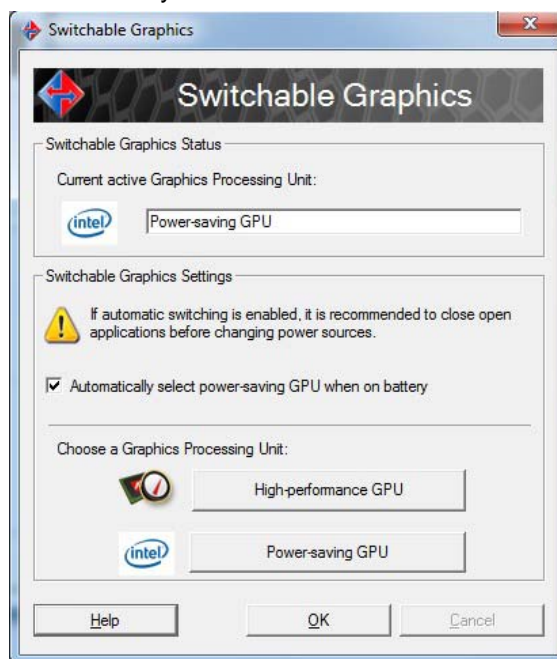 Switchable Graphics
Switchable Graphics
Switchable Graphics Status
Current active Graphics Processing Unit:
intel
Power-saving GPU
Switchable Graphics Settings
If automatic switching is enabled, it is recommended to close open
applications before changing power sources.
Automatically select power-saving GPU when on battery
Choose a Graphics Processing Unit:
High-performance GPU
intel
Power-saving GPU
Help
OK
Cancel